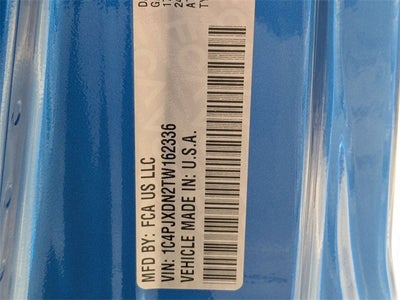 MFD BY: FCA US LLC
VIN: 1C4PJXDN2TW162336
VEHICLE MADE IN: U.S.A.